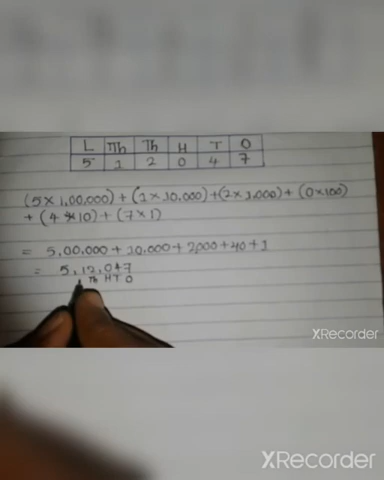 L TTh Th H T O
5 1 2 0 4 7
(5 × 1,00,000) + (1 × 10,000) + (2 × 1,000) + (0 × 100)
+ (4 × 10) + (7 × 1)
= 5,00,000 + 10,000 + 2000 + 40 + 1
= 5,12,047
Th H T O
XRecorder
XRecorder